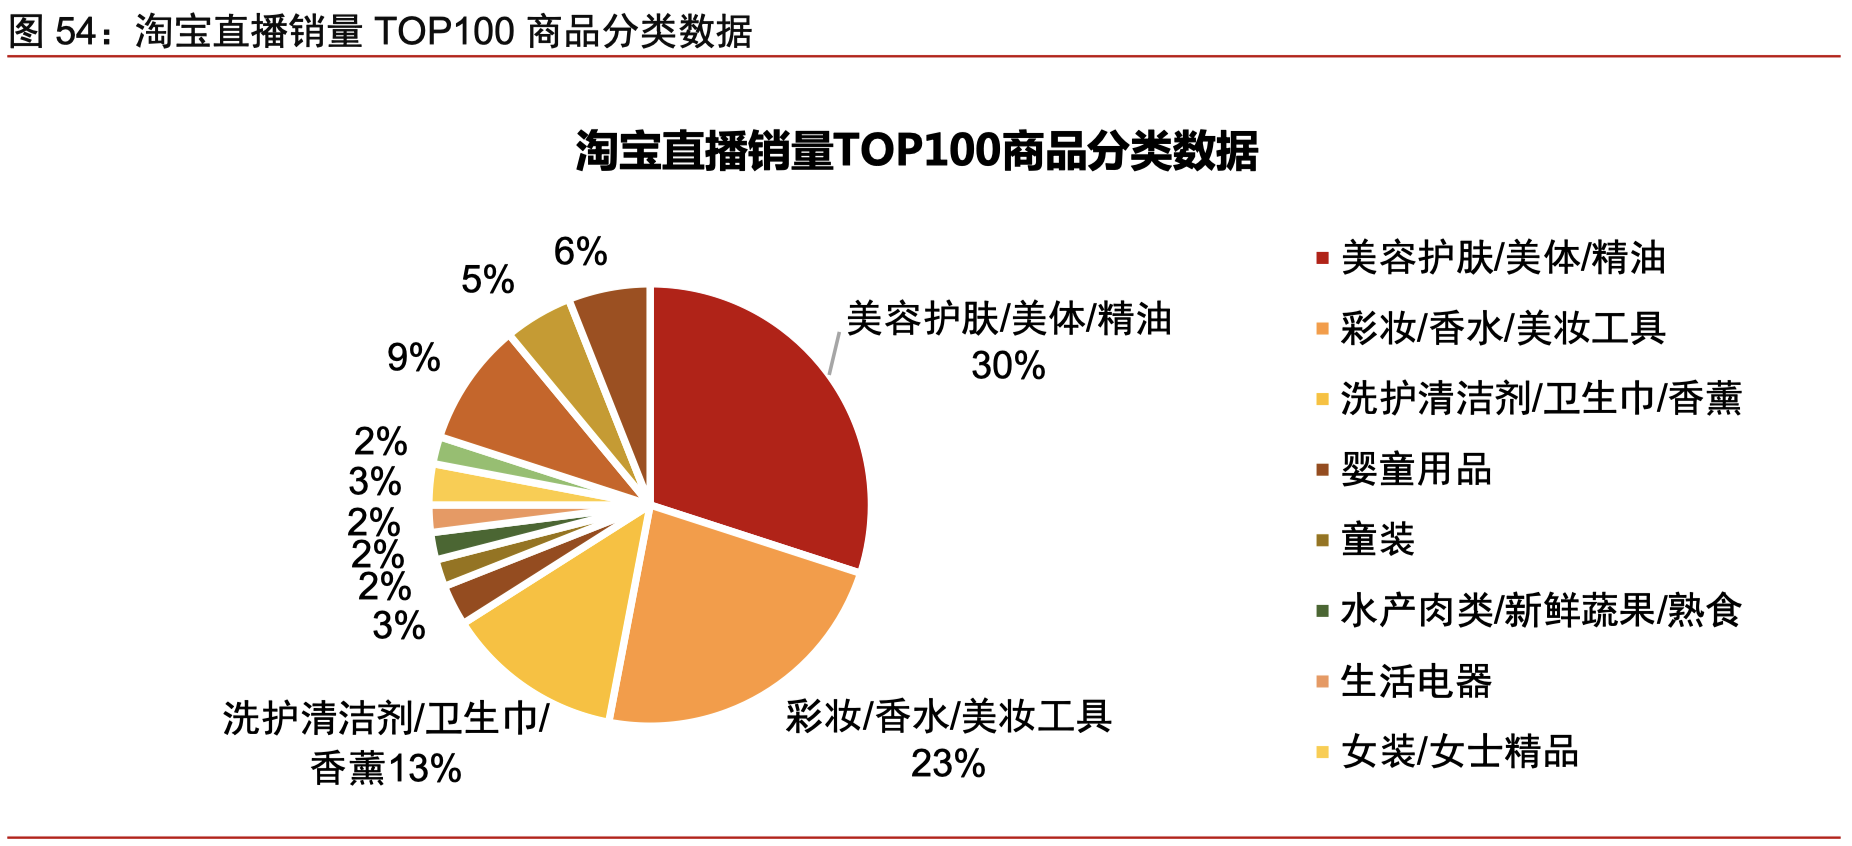 图 54：淘宝直播销量 TOP100 商品分类数据
淘宝直播销量TOP100商品分类数据
6%
5%
9%
2%
3%
2%
2%
2%
3%
美容护肤/美体/精油
30%
洗护清洁剂/卫生巾/
香薰13%
彩妆/香水/美妆工具
23%
美容护肤/美体/精油
彩妆/香水/美妆工具
洗护清洁剂/卫生巾/香薰
婴童用品
童装
水产肉类/新鲜蔬果/熟食
生活电器
女装/女士精品